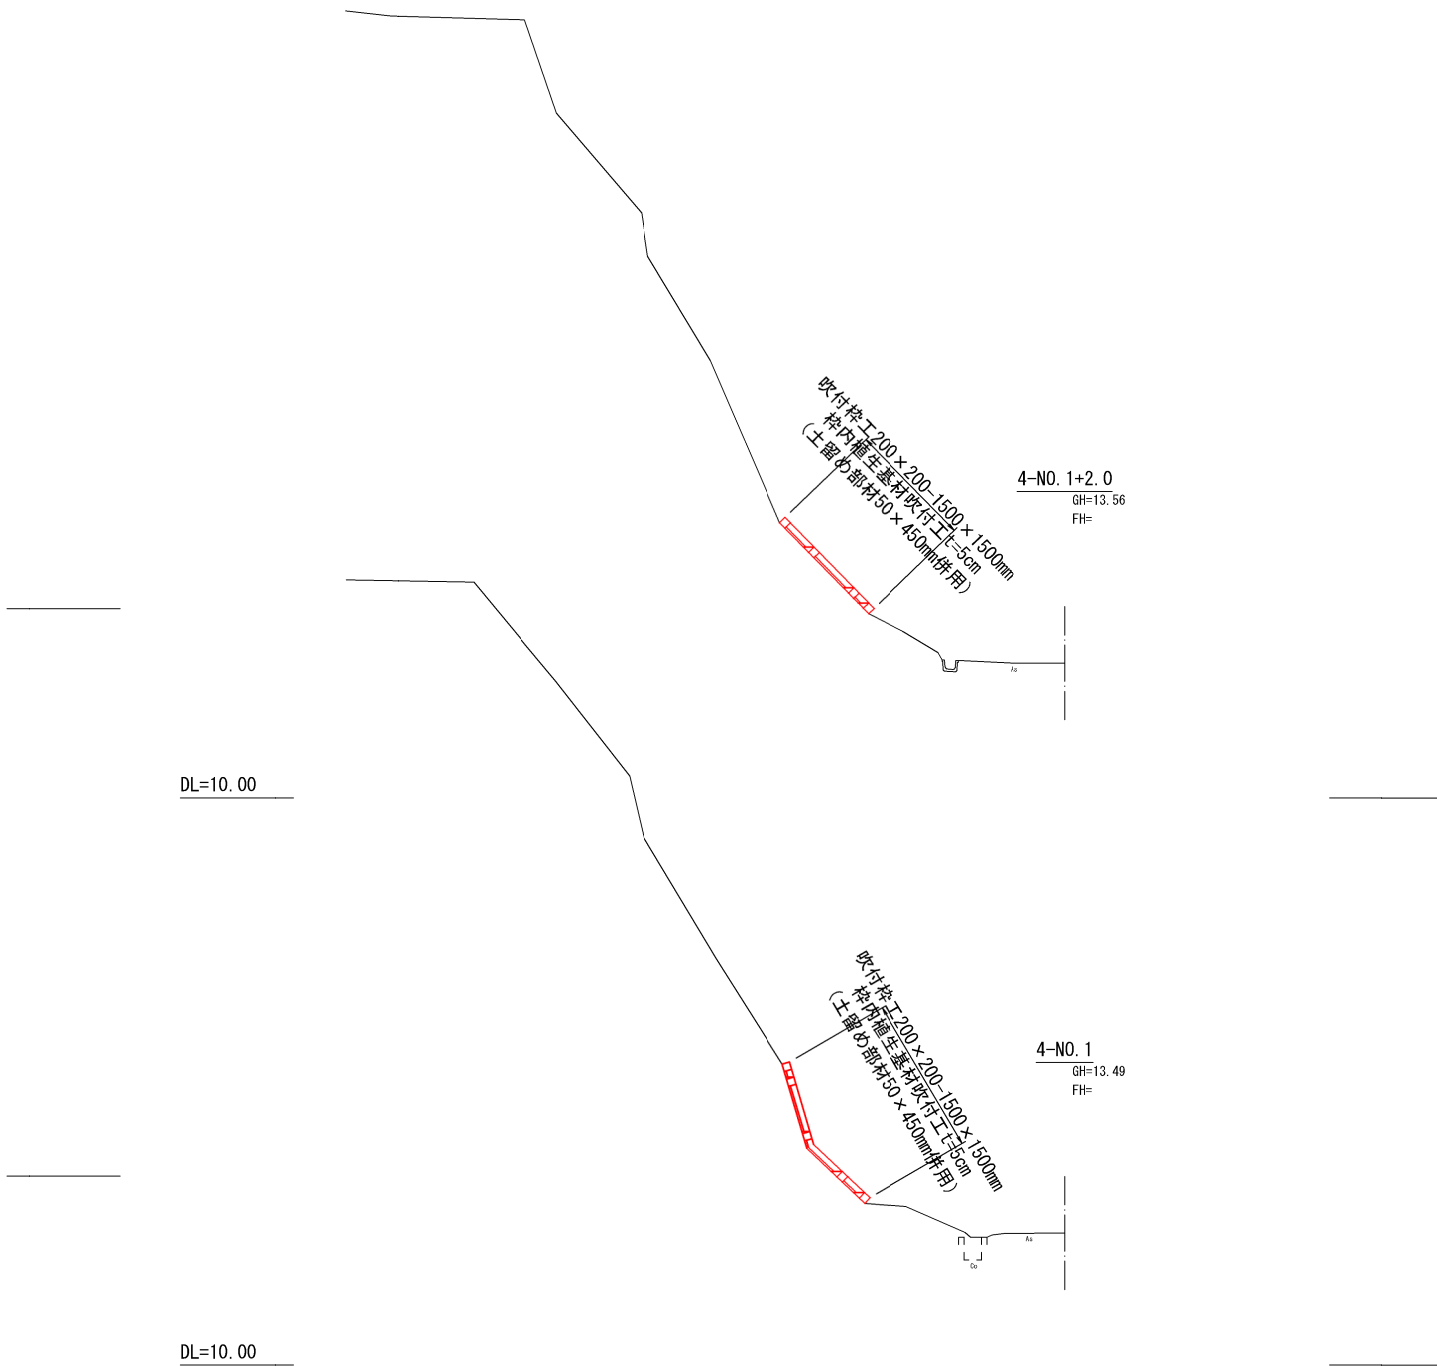 吹付枠工200×200-1500×1500mm
枠内植生基材吹付工t=5cm
(土留め部材50×450mm併用)
4-NO.1+2.0
GH=13.56
FH=
As
DL=10.00
吹付枠工200×200-1500×1500mm
枠内植生基材吹付工t=5cm
(土留め部材50×450mm併用)
4-NO.1
GH=13.49
FH=
As
Co
DL=10.00